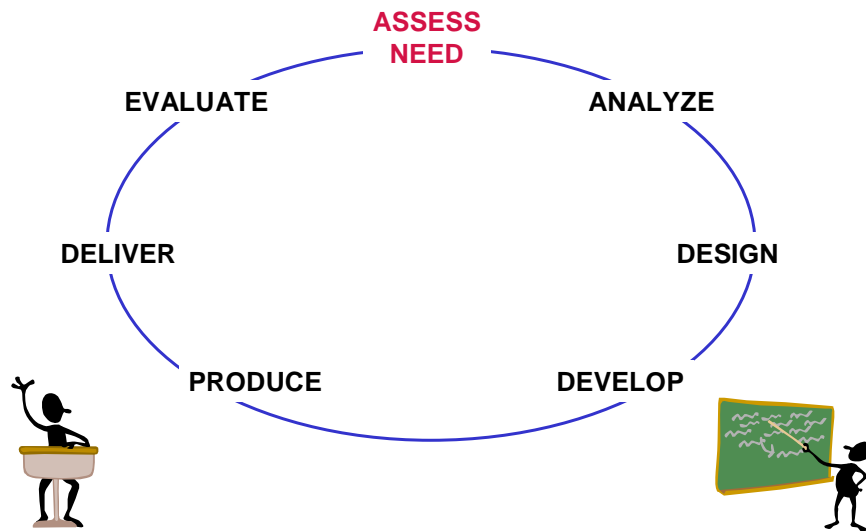 ASSESS
NEED
EVALUATE
ANALYZE
DELIVER
DESIGN
PRODUCE
DEVELOP